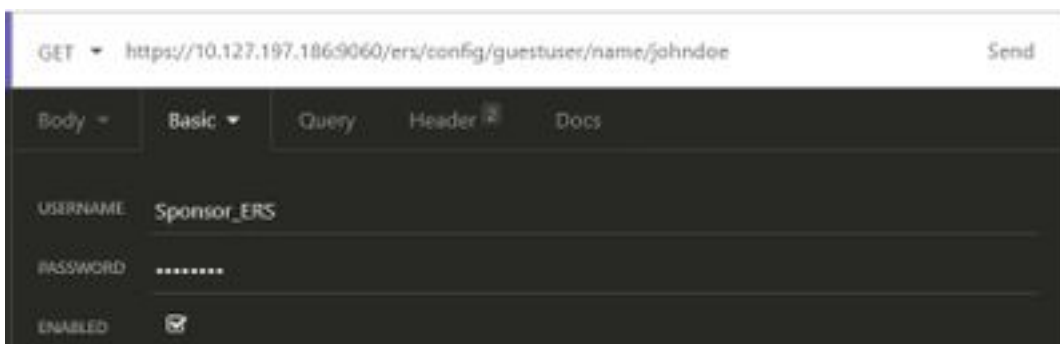 GET https://10.127.197.186:9060/ers/config/guestuser/name/johndoe Send
Body Basic Query Header 2 Docs
USERNAME Sponsor_ERS
PASSWORD ••••••••
ENABLED